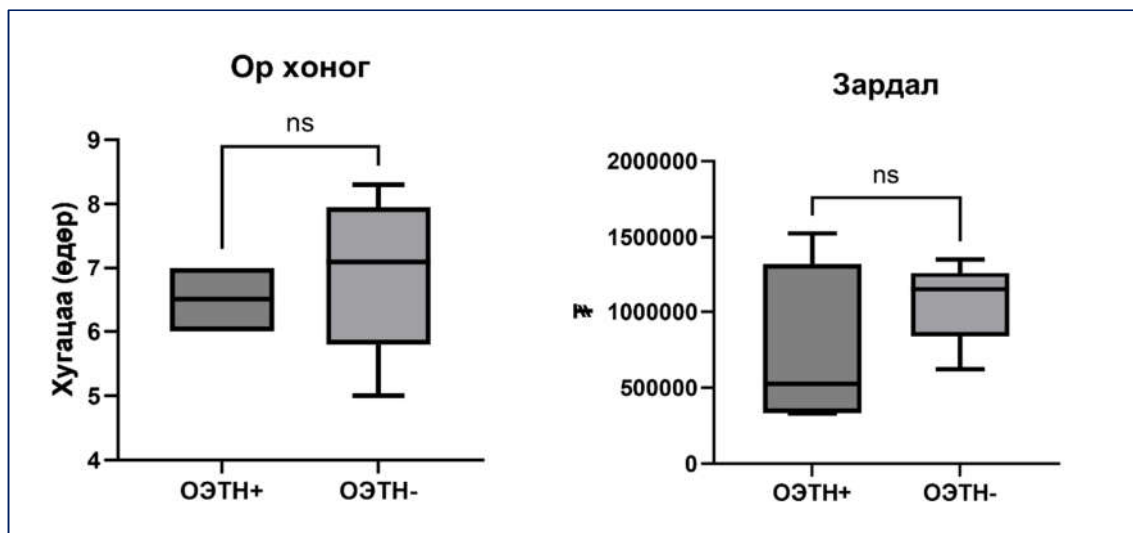 Ор хоног
ns
9
8
7
6
5
4
Хугацаа (өдөр)
ОЭТН+
ОЭТН-
Зардал
ns
2000000
1500000
1000000
500000
0
₮
ОЭТН+
ОЭТН-